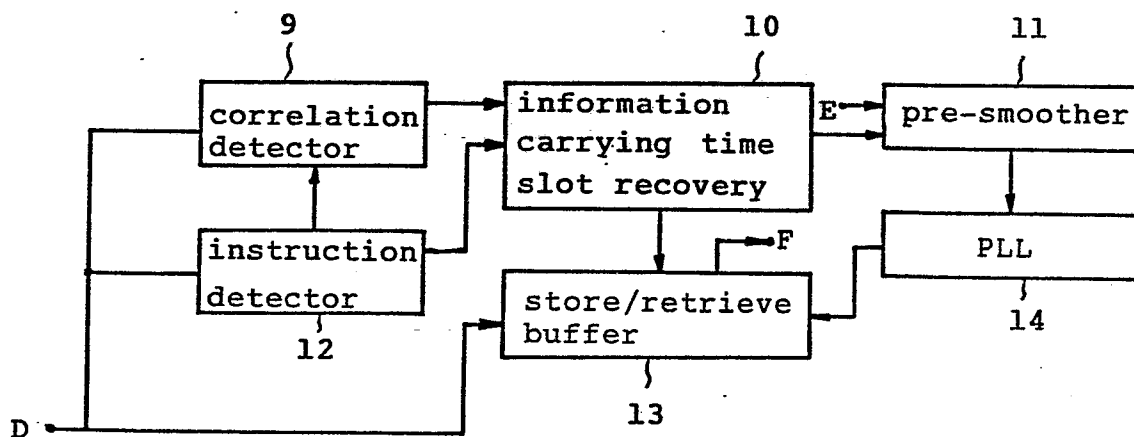 9
10
11
correlation
detector
information
carrying time
slot recovery
E
pre-smoother
instruction
detector
12
F
PLL
14
store/retrieve
buffer
13
D